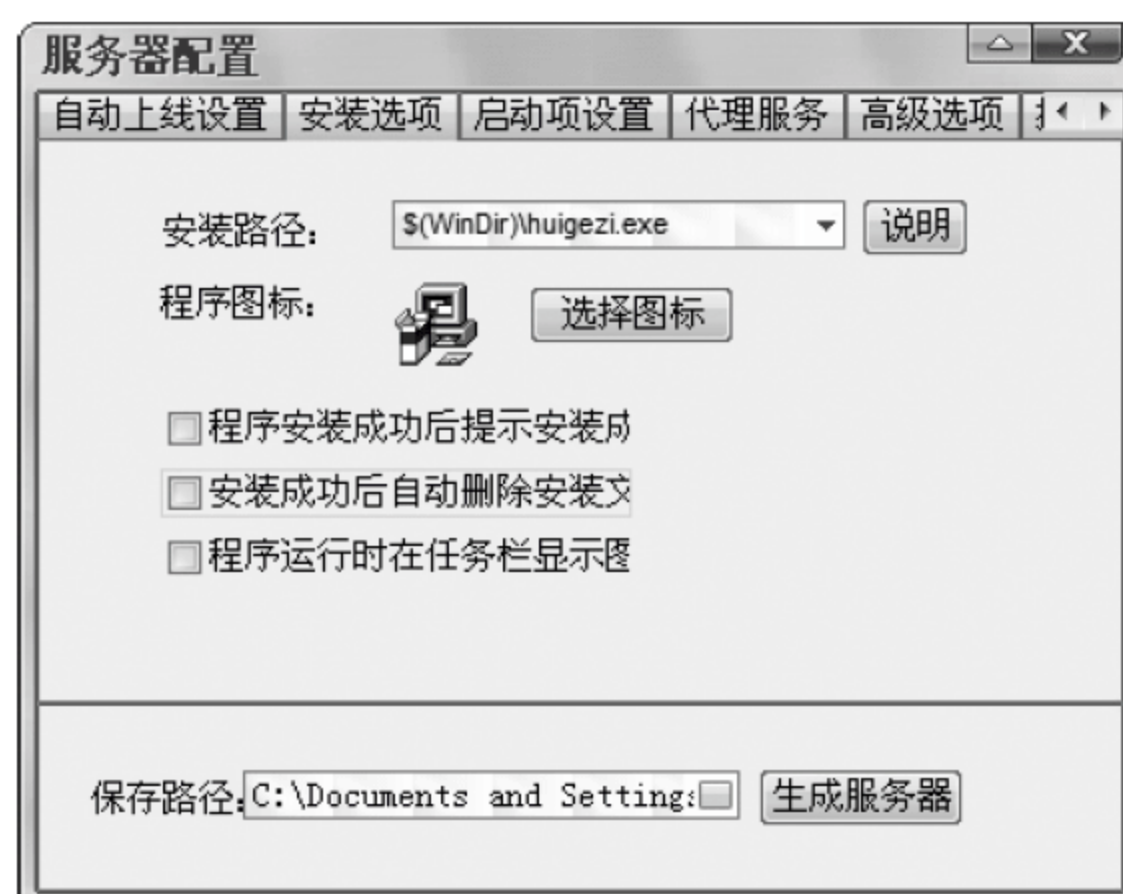 服务器配置
自动上线设置 安装选项 启动项设置 代理服务 高级选项
安装路径： $(WinDir)\huigezi.exe 说明
程序图标： 选择图标
程序安装成功后提示安装成
安装成功后自动删除安装文
程序运行时在任务栏显示图
保存路径： C:\Documents and Settings 生成服务器